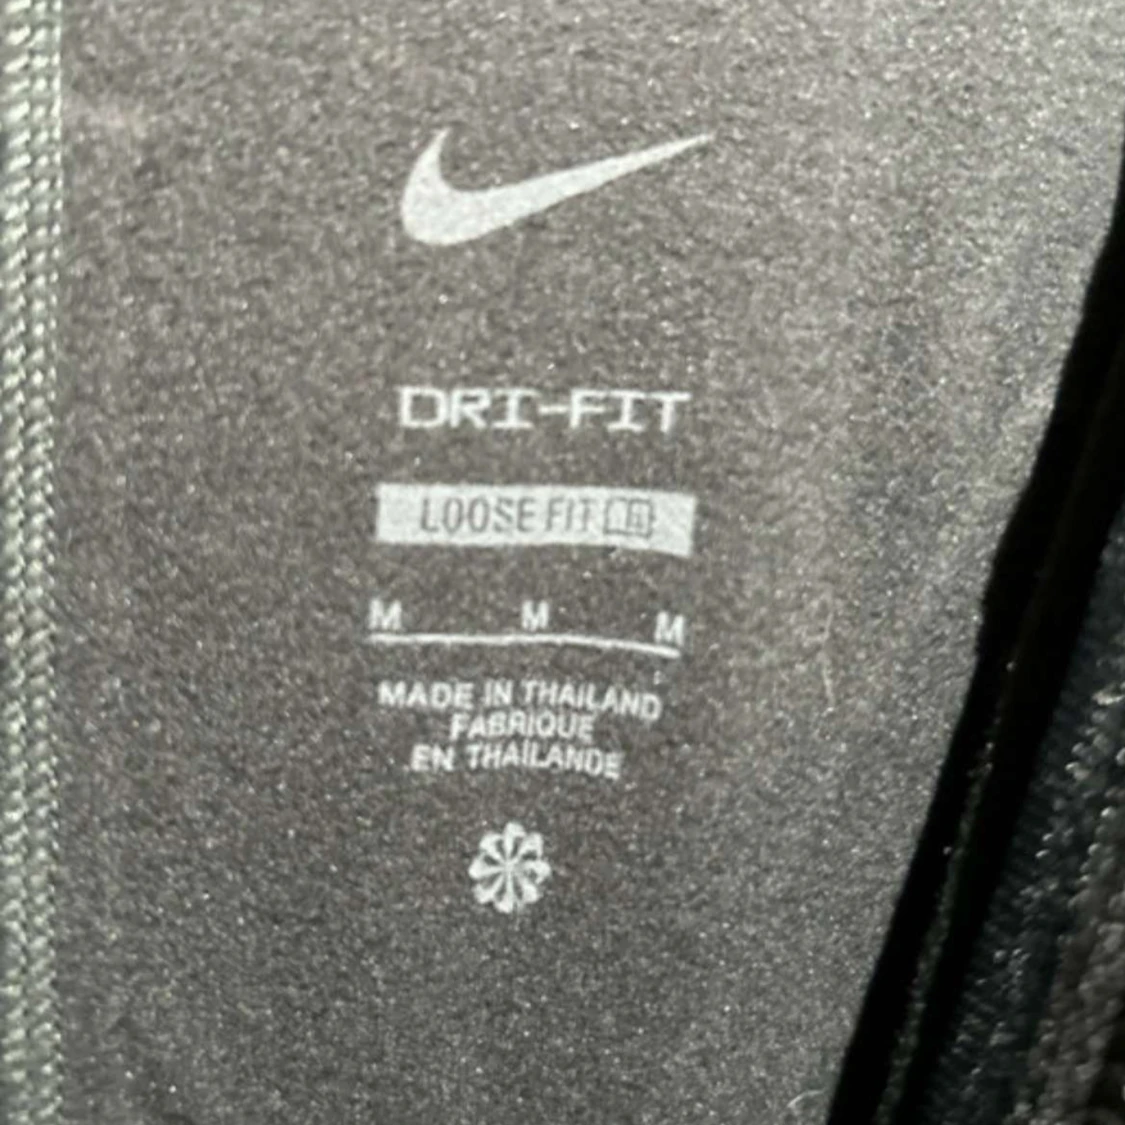 DRI-FIT
LOOSE FIT
M M M
MADE IN THAILAND
FABRIQUE
EN THAILANDE